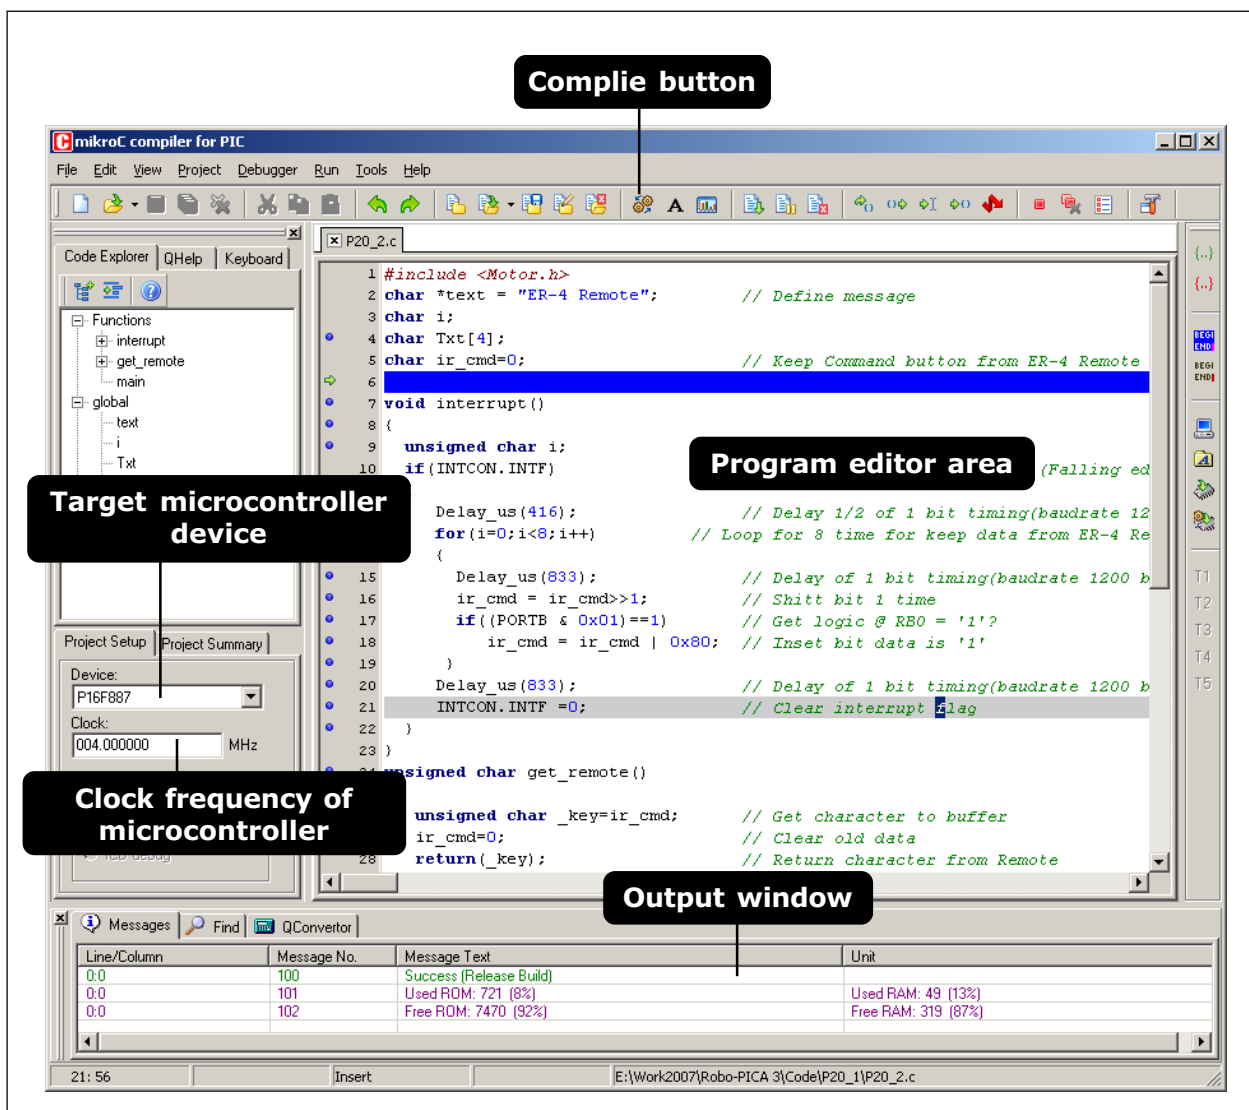 Complie button
mikroC compiler for PIC
File Edit View Project Debugger Run Tools Help
Code Explorer QHelp Keyboard
P20_2.c
Functions
interrupt
get_remote
main
global
text
i
Txt
1 #include <Motor.h>
2 char *text = "ER-4 Remote"; // Define message
3 char i;
4 char Txt[4];
5 char ir_cmd=0; // Keep Command button from ER-4 Remote
6
7 void interrupt()
8 {
9 unsigned char i;
10 if(INTCON.INTF) (Falling ed
Program editor area
Target microcontroller
device
Delay_us(416); // Delay 1/2 of 1 bit timing(baudrate 12
for(i=0;i<8;i++) // Loop for 8 time for keep data from ER-4 Re
{
15 Delay_us(833); // Delay of 1 bit timing(baudrate 1200 b
16 ir_cmd = ir_cmd>>1; // Shitt bit 1 time
17 if((PORTB & 0x01)==1) // Get logic @ RB0 = '1'?
18 ir_cmd = ir_cmd | 0x80; // Inset bit data is '1'
19 }
20 Delay_us(833); // Delay of 1 bit timing(baudrate 1200 b
21 INTCON.INTF =0; // Clear interrupt flag
22 }
23 }
unsigned char get_remote()
unsigned char _key=ir_cmd; // Get character to buffer
ir_cmd=0; // Clear old data
28 return(_key); // Return character from Remote
Project Setup Project Summary
Device:
P16F887
Clock:
004.000000 MHz
Clock frequency of
microcontroller
ICD debug
{..}
{..}
BEGI
END
BEGI
END
T1
T2
T3
T4
T5
Output window
Messages Find QConvertor
Line/Column Message No. Message Text Unit
0:0 100 Success (Release Build)
0:0 101 Used ROM: 721 (8%) Used RAM: 49 (13%)
0:0 102 Free ROM: 7470 (92%) Free RAM: 319 (87%)
21: 56 Insert E:\Work2007\Robo-PICA 3\Code\P20_1\P20_2.c